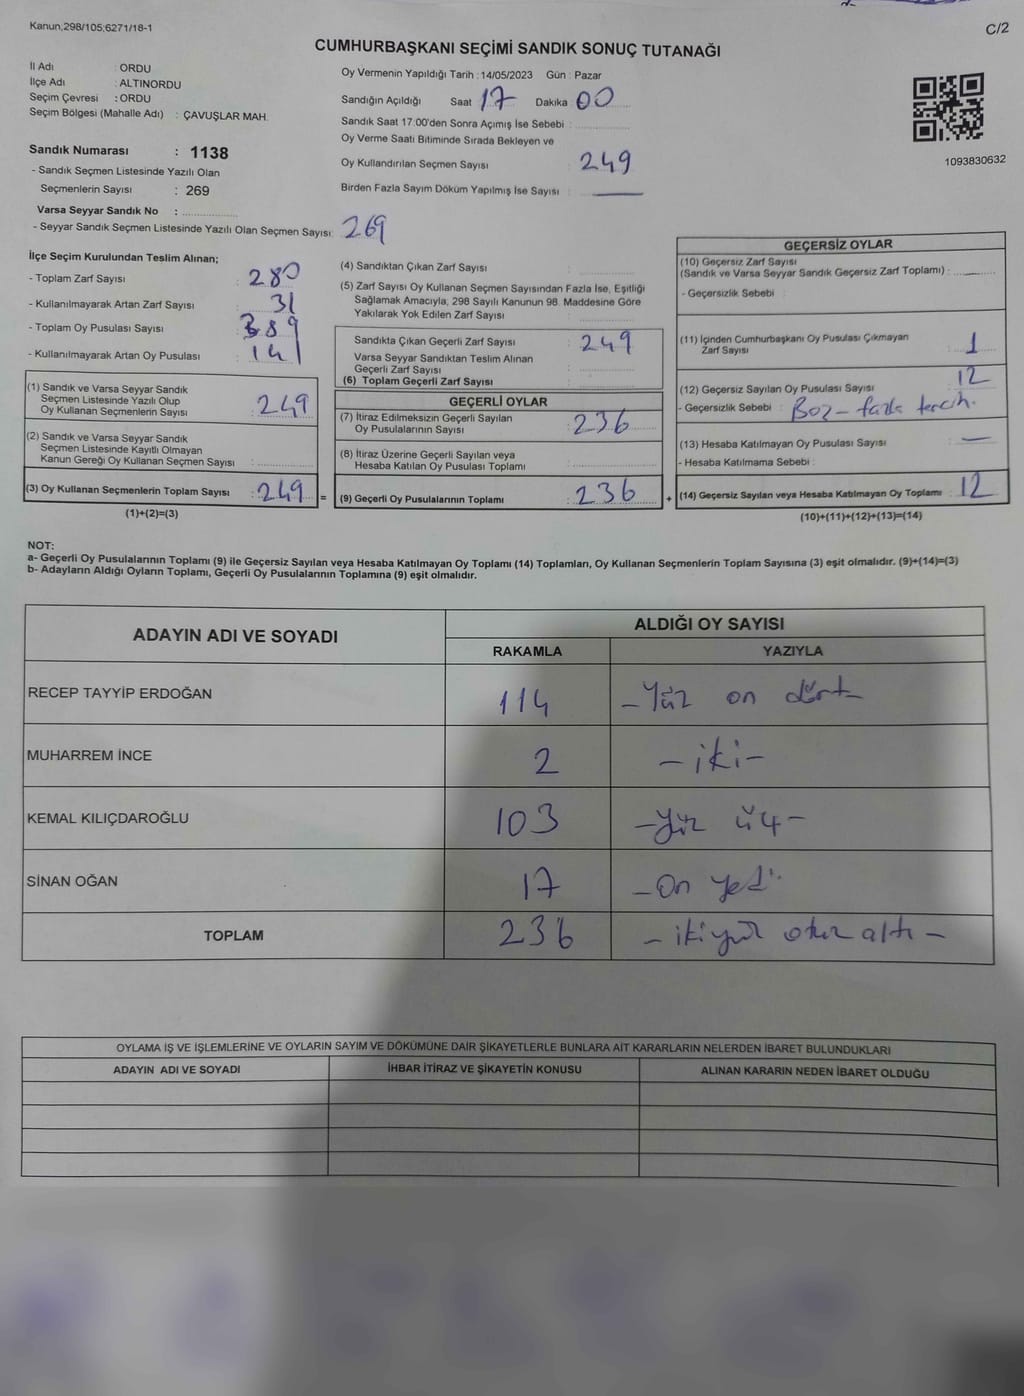 Kanun;298/105;6271/18-1
C/2
CUMHURBAŞKANI SEÇİMİ SANDIK SONUÇ TUTANAĞI
İl Adı : ORDU
İlçe Adı : ALTINORDU
Seçim Çevresi : ORDU
Seçim Bölgesi (Mahalle Adı) : ÇAVUŞLAR MAH.
Sandık Numarası : 1138
- Sandık Seçmen Listesinde Yazılı Olan
Seçmenlerin Sayısı : 269
Varsa Seyyar Sandık No :
- Seyyar Sandık Seçmen Listesinde Yazılı Olan Seçmen Sayısı: 269
Oy Vermenin Yapıldığı Tarih : 14/05/2023 Gün : Pazar
Sandığın Açıldığı Saat 17 Dakika 00
Sandık Saat 17:00'den Sonra Açımış İse Sebebi :
Oy Verme Saati Bitiminde Sırada Bekleyen ve
Oy Kullandırılan Seçmen Sayısı : 249
Birden Fazla Sayım Döküm Yapılmış İse Sayısı : —
1093830632
İlçe Seçim Kurulundan Teslim Alınan;
- Toplam Zarf Sayısı : 280
- Kullanılmayarak Artan Zarf Sayısı : 31
- Toplam Oy Pusulası Sayısı : 389
- Kullanılmayarak Artan Oy Pusulası : 141
(1) Sandık ve Varsa Seyyar Sandık
Seçmen Listesinde Yazılı Olup
Oy Kullanan Seçmenlerin Sayısı : 249
(2) Sandık ve Varsa Seyyar Sandık
Seçmen Listesinde Kayıtlı Olmayan
Kanun Gereği Oy Kullanan Seçmen Sayısı :
(3) Oy Kullanan Seçmenlerin Toplam Sayısı : 249 =
(1)+(2)=(3)
(4) Sandıktan Çıkan Zarf Sayısı :
(5) Zarf Sayısı Oy Kullanan Seçmen Sayısından Fazla İse, Eşitliği
Sağlamak Amacıyla, 298 Sayılı Kanunun 98. Maddesine Göre
Yakılarak Yok Edilen Zarf Sayısı :
Sandıkta Çıkan Geçerli Zarf Sayısı : 249
Varsa Seyyar Sandıktan Teslim Alınan
Geçerli Zarf Sayısı :
(6) Toplam Geçerli Zarf Sayısı :
GEÇERLİ OYLAR
(7) İtiraz Edilmeksizin Geçerli Sayılan
Oy Pusulalarının Sayısı : 236
(8) İtiraz Üzerine Geçerli Sayılan veya
Hesaba Katılan Oy Pusulası Toplamı :
(9) Geçerli Oy Pusulalarının Toplamı : 236 +
GEÇERSİZ OYLAR
(10) Geçersiz Zarf Sayısı
(Sandık ve Varsa Seyyar Sandık Geçersiz Zarf Toplamı) :
- Geçersizlik Sebebi :
(11) İçinden Cumhurbaşkanı Oy Pusulası Çıkmayan
Zarf Sayısı : 1
(12) Geçersiz Sayılan Oy Pusulası Sayısı : 12
- Geçersizlik Sebebi : Boz - fazla tercih.
(13) Hesaba Katılmayan Oy Pusulası Sayısı : —
- Hesaba Katılmama Sebebi :
(14) Geçersiz Sayılan veya Hesaba Katılmayan Oy Toplamı : 12
(10)+(11)+(12)+(13)=(14)
NOT:
a- Geçerli Oy Pusulalarının Toplamı (9) ile Geçersiz Sayılan veya Hesaba Katılmayan Oy Toplamı (14) Toplamları, Oy Kullanan Seçmenlerin Toplam Sayısına (3) eşit olmalıdır. (9)+(14)=(3)
b- Adayların Aldığı Oyların Toplamı, Geçerli Oy Pusulalarının Toplamına (9) eşit olmalıdır.
ADAYIN ADI VE SOYADI ALDIĞI OY SAYISI
RAKAMLA YAZIYLA
RECEP TAYYİP ERDOĞAN 114 - Yüz on dört -
MUHARREM İNCE 2 - iki -
KEMAL KILIÇDAROĞLU 103 - Yüz üç -
SİNAN OĞAN 17 - On yedi
TOPLAM 236 - ikiyüz otuz altı -
OYLAMA İŞ VE İŞLEMLERİNE VE OYLARIN SAYIM VE DÖKÜMÜNE DAİR ŞİKAYETLERLE BUNLARA AİT KARARLARIN NELERDEN İBARET BULUNDUKLARI
ADAYIN ADI VE SOYADI İHBAR İTİRAZ VE ŞİKAYETİN KONUSU ALINAN KARARIN NEDEN İBARET OLDUĞU